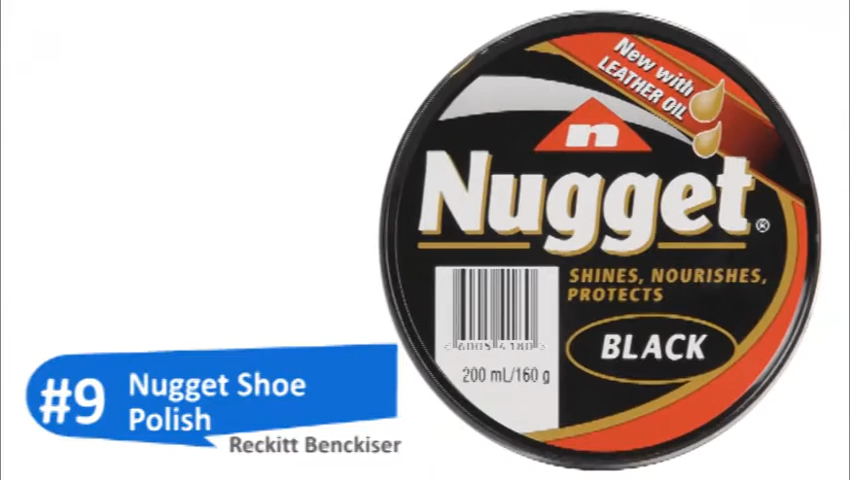 New with
LEATHER OIL
n
Nugget®
SHINES, NOURISHES,
PROTECTS
BLACK
200 mL/160 g
#9 Nugget Shoe
Polish
Reckitt Benckiser